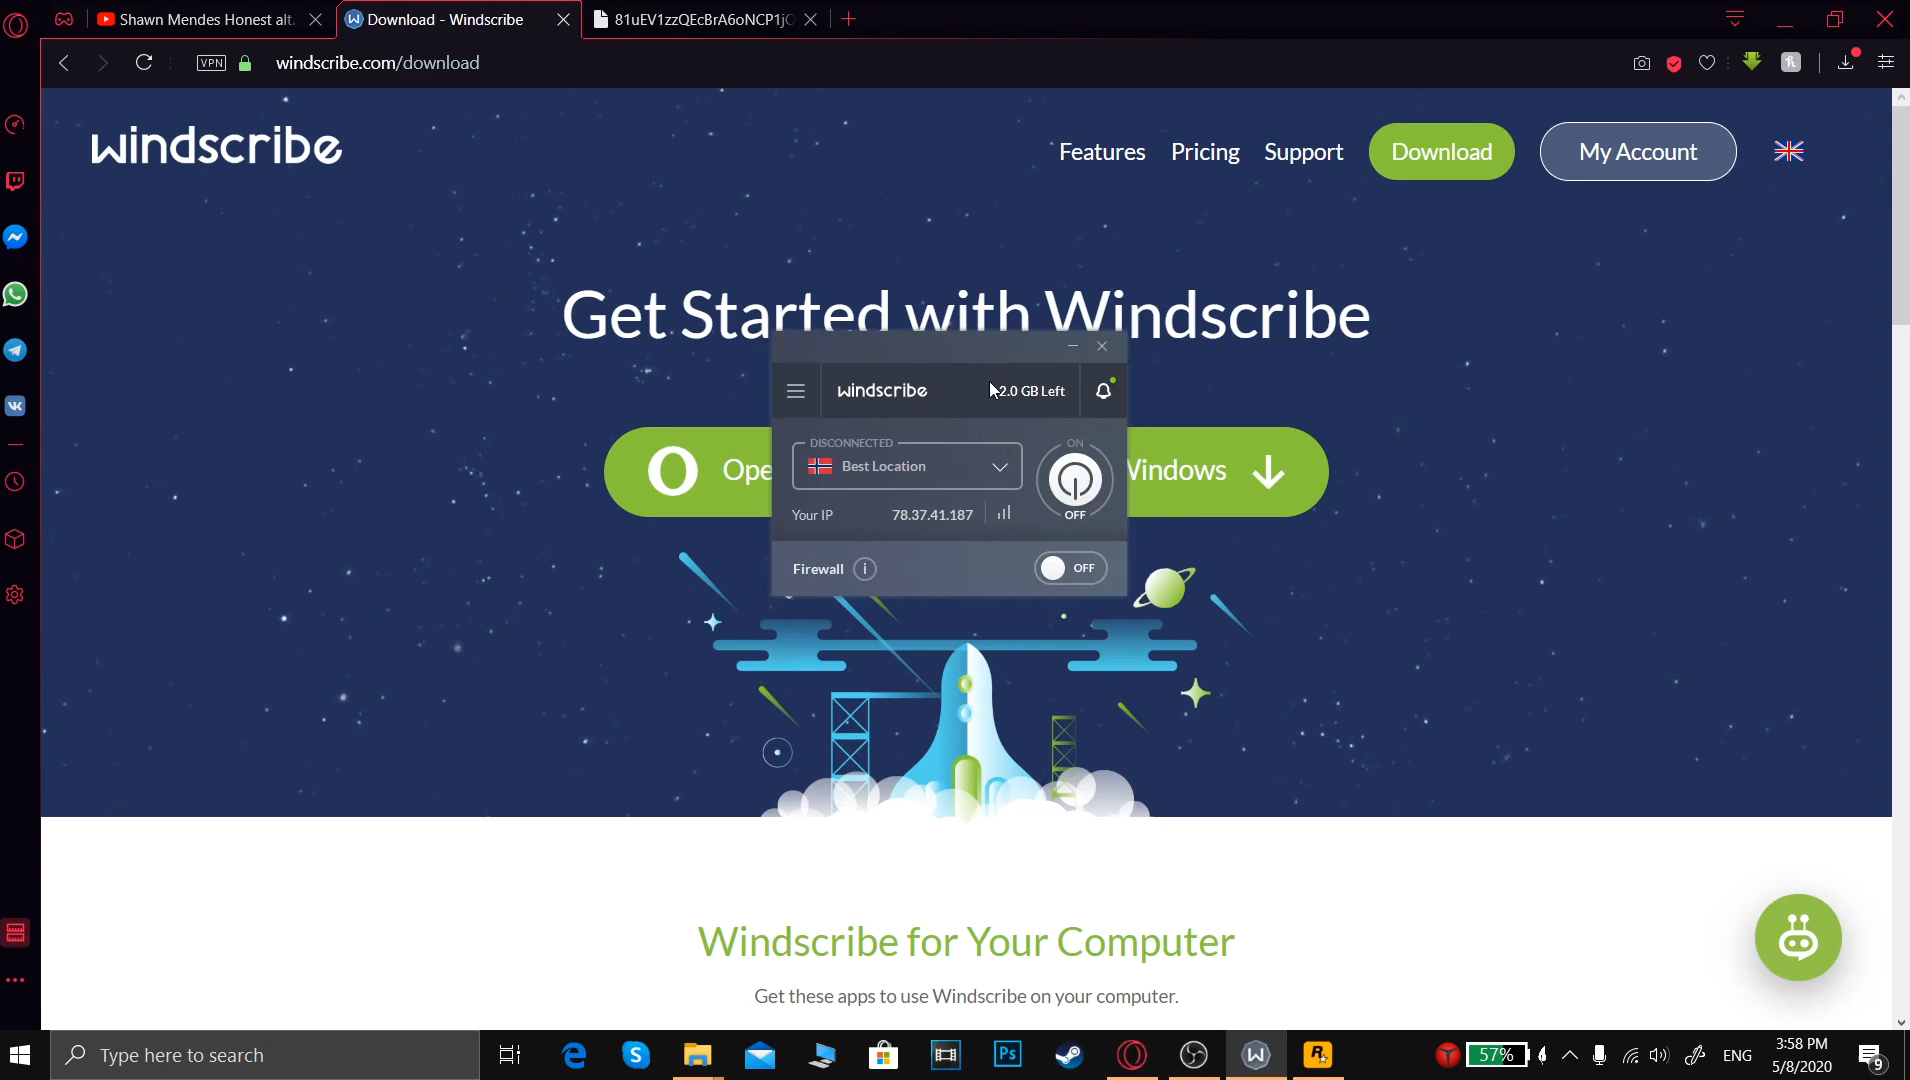 Shawn Mendes Honest alt.
Download - Windscribe
81uEV1zzQEcBrA6oNCP1jO
VPN
windscribe.com/download
windscribe
Features
Pricing
Support
Download
My Account
Get Started with Windscribe
windscribe
2.0 GB Left
DISCONNECTED
Best Location
ON
OFF
Your IP
78.37.41.187
Firewall
i
OFF
Ope
Windows
Windscribe for Your Computer
Get these apps to use Windscribe on your computer.
Type here to search
57%
ENG
3:58 PM
5/8/2020
9